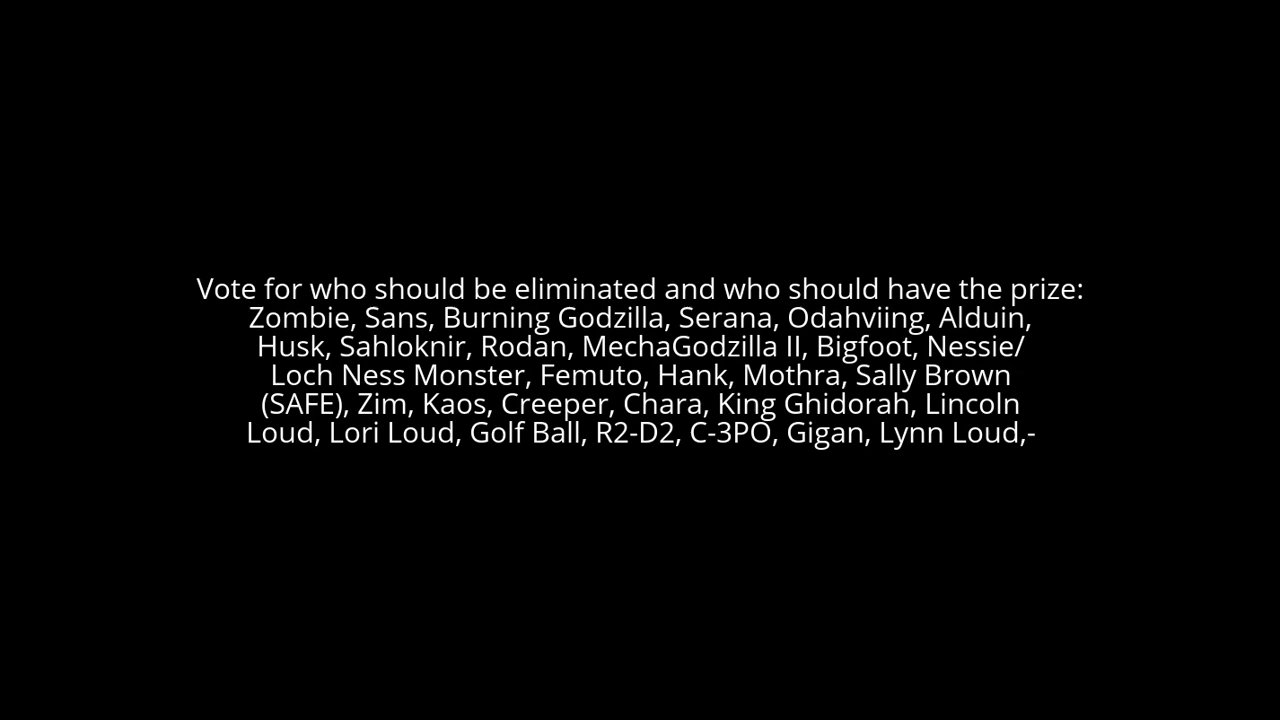 Vote for who should be eliminated and who should have the prize:
Zombie, Sans, Burning Godzilla, Serana, Odahviing, Alduin,
Husk, Sahloknir, Rodan, MechaGodzilla II, Bigfoot, Nessie/
Loch Ness Monster, Femuto, Hank, Mothra, Sally Brown
(SAFE), Zim, Kaos, Creeper, Chara, King Ghidorah, Lincoln
Loud, Lori Loud, Golf Ball, R2-D2, C-3PO, Gigan, Lynn Loud,-